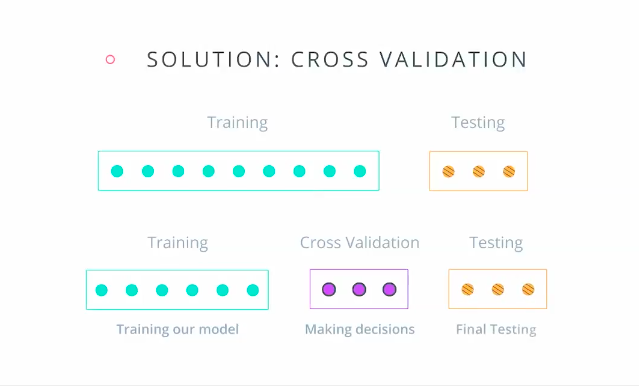 SOLUTION: CROSS VALIDATION
Training Testing
Training Cross Validation Testing
Training our model Making decisions Final Testing